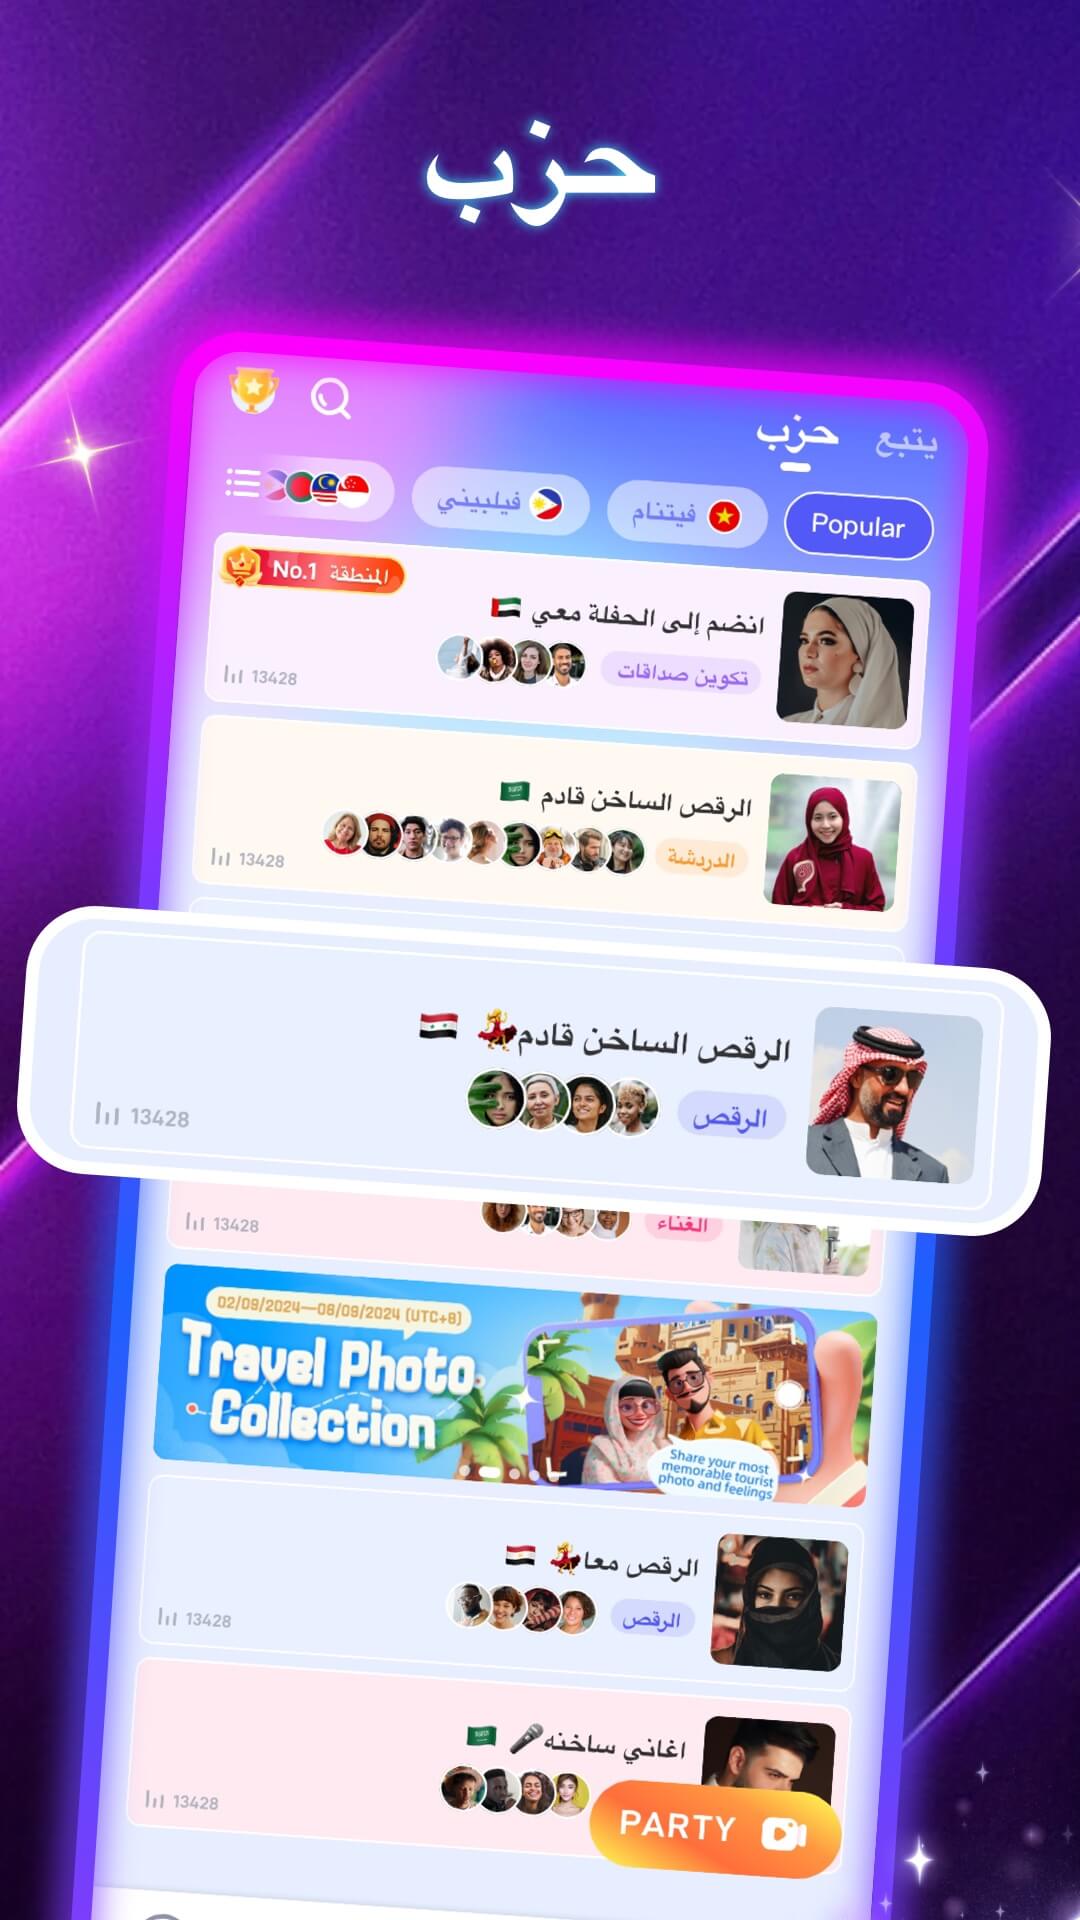 حزب
يتبع
حزب
Popular
فيتنام
فيلبيني
المنطقة No.1
انضم إلى الحفلة معي 🇦🇪
تكوين صداقات
13428
الرقص الساخن قادم 🇸🇦
الدردشة
13428
الرقص الساخن قادم💃 🇸🇾
الرقص
13428
الغناء
13428
02/09/2024—08/09/2024 (UTC+8)
Travel Photo
Collection
Share your most
memorable tourist
photo and feelings
الرقص معا💃 🇪🇬
الرقص
13428
اغاني ساخنه🎤 🇸🇦
13428
PARTY